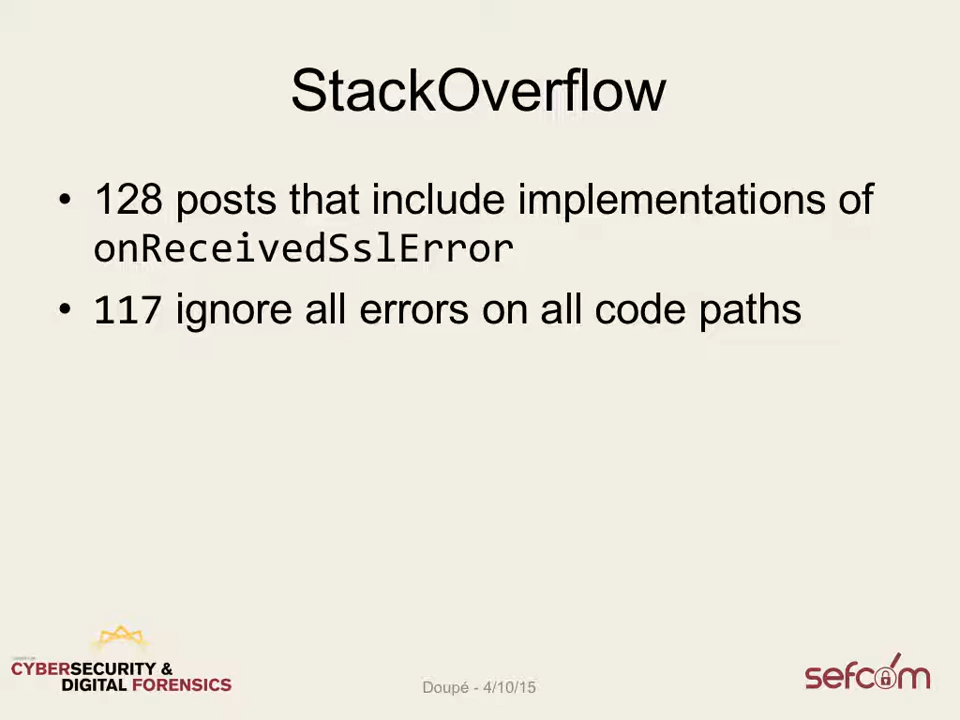 StackOverflow
• 128 posts that include implementations of
onReceivedSslError
• 117 ignore all errors on all code paths
CYBERSECURITY &
DIGITAL FORENSICS
Doupé - 4/10/15
sefcom